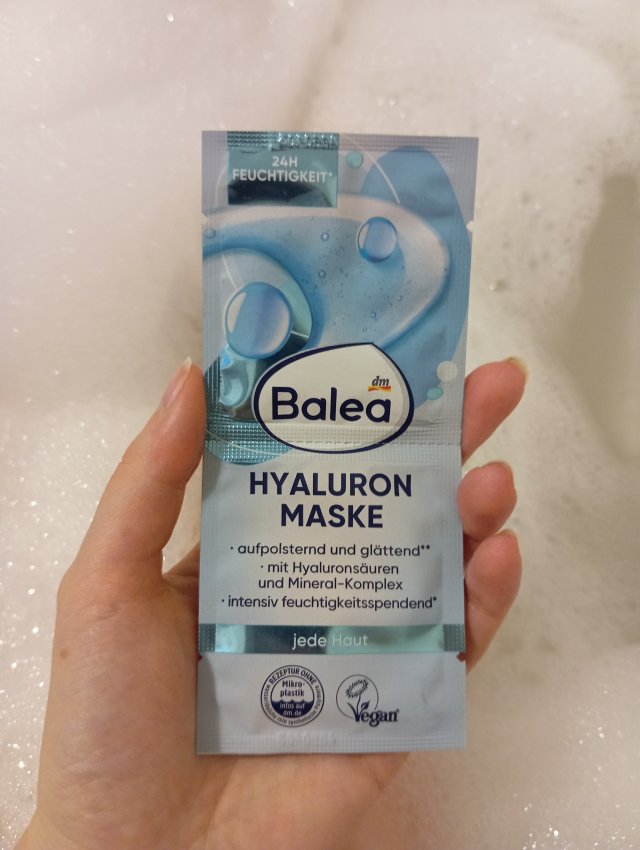 24H
FEUCHTIGKEIT*
dm
Balea
HYALURON
MASKE
· aufpolsternd und glättend**
· mit Hyaluronsäuren
und Mineral-Komplex
· intensiv feuchtigkeitsspendend*
jede Haut
REZEPTUR OHNE
Mikro-
plastik
infos auf
dm.de
Vegan